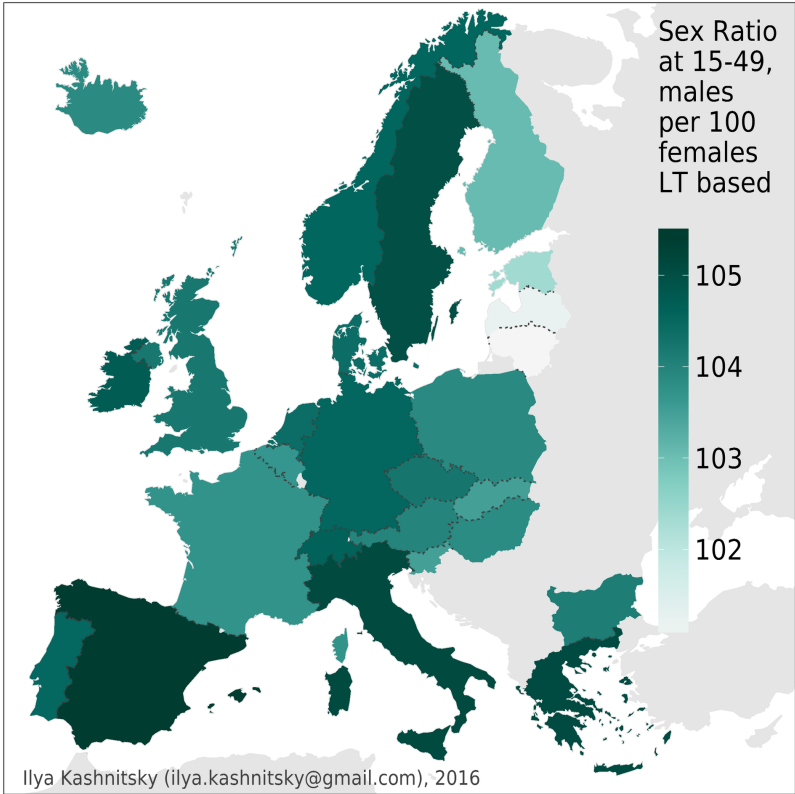 Sex Ratio
at 15-49,
males
per 100
females
LT based
105
104
103
102
Ilya Kashnitsky (ilya.kashnitsky@gmail.com), 2016